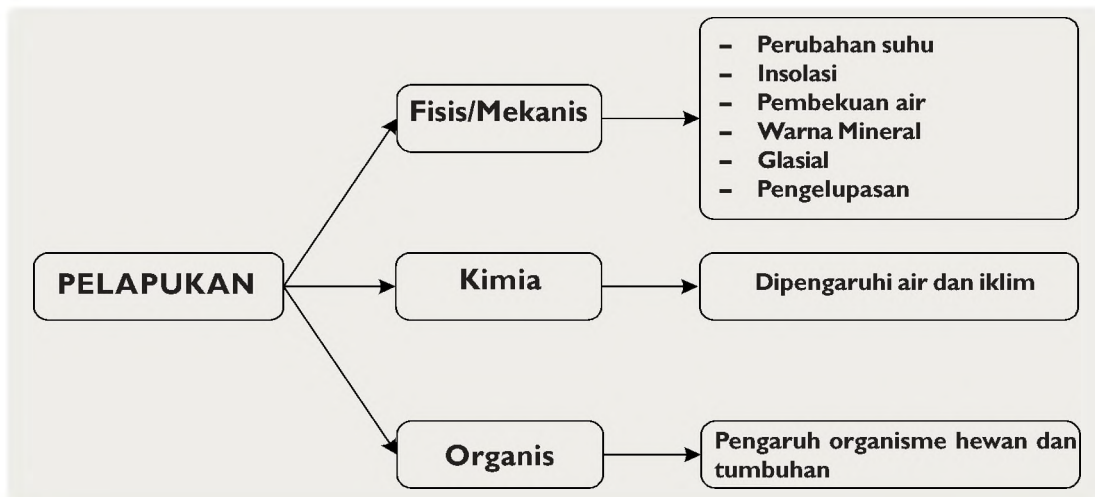 PELAPUKAN
Fisis/Mekanis
– Perubahan suhu
– Insolasi
– Pembekuan air
– Warna Mineral
– Glasial
– Pengelupasan
Kimia
Dipengaruhi air dan iklim
Organis
Pengaruh organisme hewan dan
tumbuhan